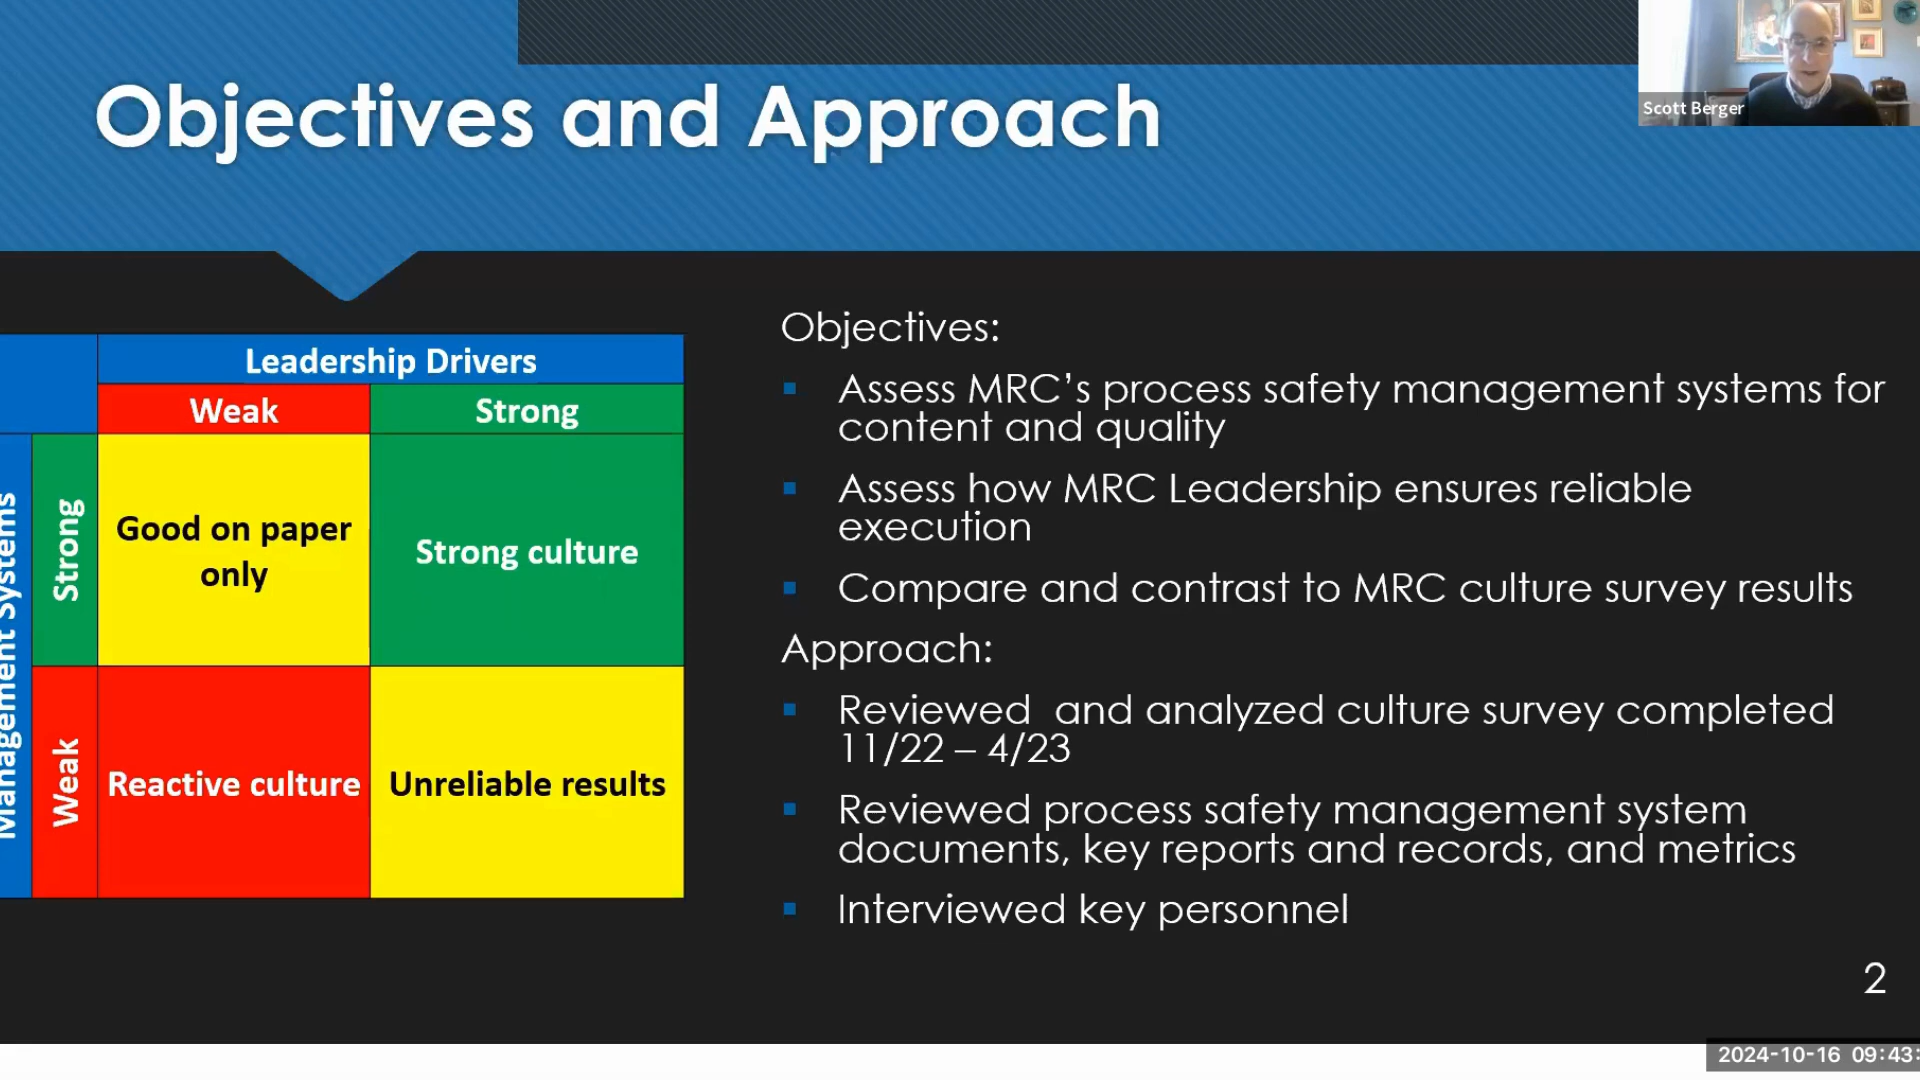 Objectives and Approach
Scott Berger
Leadership Drivers
Weak
Strong
Management Systems
Strong
Good on paper
only
Strong culture
Weak
Reactive culture
Unreliable results
Objectives:
Assess MRC’s process safety management systems for
content and quality
Assess how MRC Leadership ensures reliable
execution
Compare and contrast to MRC culture survey results
Approach:
Reviewed  and analyzed culture survey completed
11/22 – 4/23
Reviewed process safety management system
documents, key reports and records, and metrics
Interviewed key personnel
2
2024-10-16 09:43: